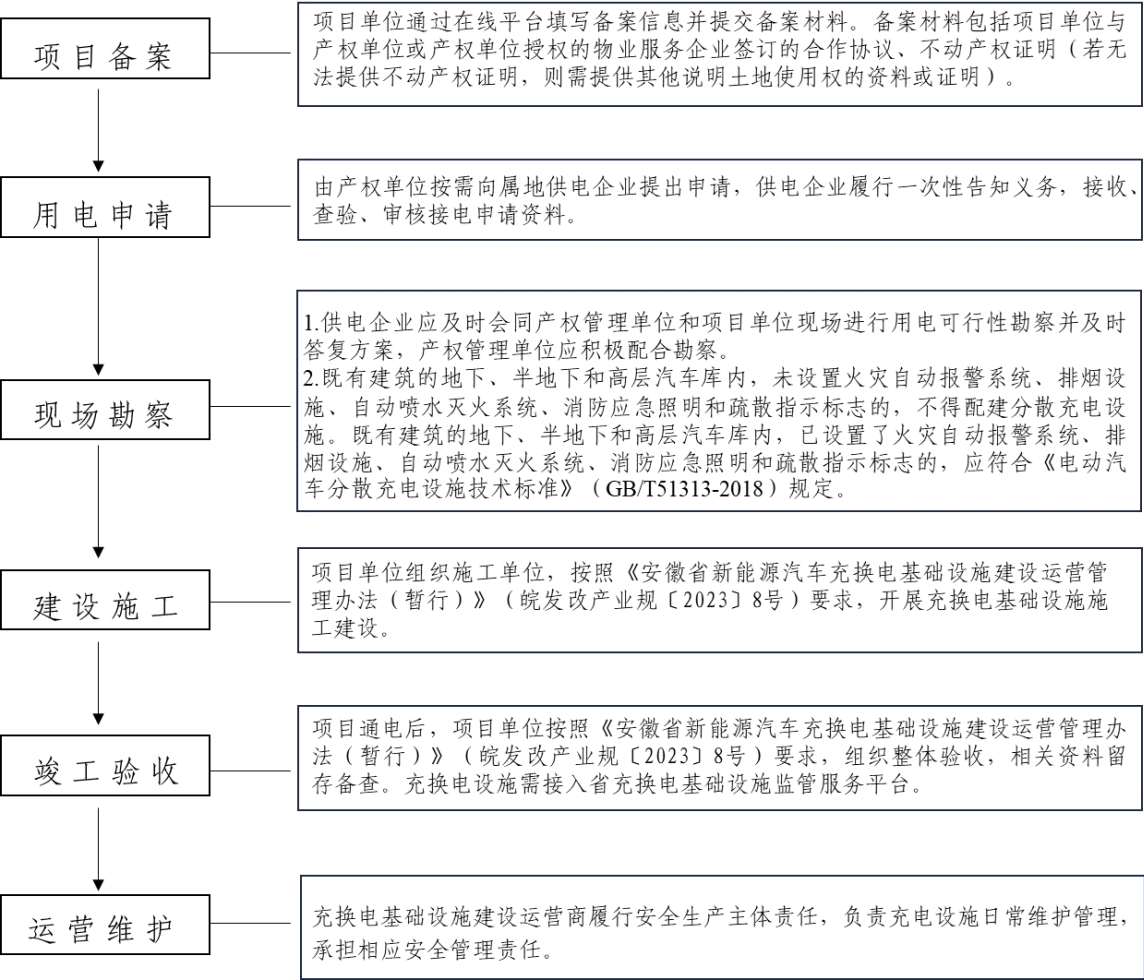 项目备案
项目单位通过在线平台填写备案信息并提交备案材料。备案材料包括项目单位与
产权单位或产权单位授权的物业服务企业签订的合作协议、不动产权证明（若无
法提供不动产权证明，则需提供其他说明土地使用权的资料或证明）。
用电申请
由产权单位按需向属地供电企业提出申请，供电企业履行一次性告知义务，接收、
查验、审核接电申请资料。
现场勘察
1.供电企业应及时会同产权管理单位和项目单位现场进行用电可行性勘察并及时
答复方案，产权管理单位应积极配合勘察。
2.既有建筑的地下、半地下和高层汽车库内，未设置火灾自动报警系统、排烟设
施、自动喷水灭火系统、消防应急照明和疏散指示标志的，不得配建分散充电设
施。既有建筑的地下、半地下和高层汽车库内，已设置了火灾自动报警系统、排
烟设施、自动喷水灭火系统、消防应急照明和疏散指示标志的，应符合《电动汽
车分散充电设施技术标准》（GB/T51313-2018）规定。
建设施工
项目单位组织施工单位，按照《安徽省新能源汽车充换电基础设施建设运营管
理办法（暂行）》（皖发改产业规〔2023〕8号）要求，开展充换电基础设施施
工建设。
竣工验收
项目通电后，项目单位按照《安徽省新能源汽车充换电基础设施建设运营管理办
法（暂行）》（皖发改产业规〔2023〕8号）要求，组织整体验收，相关资料留
存备查。充换电设施需接入省充换电基础设施监管服务平台。
运营维护
充换电基础设施建设运营商履行安全生产主体责任，负责充电设施日常维护管理，
承担相应安全管理责任。